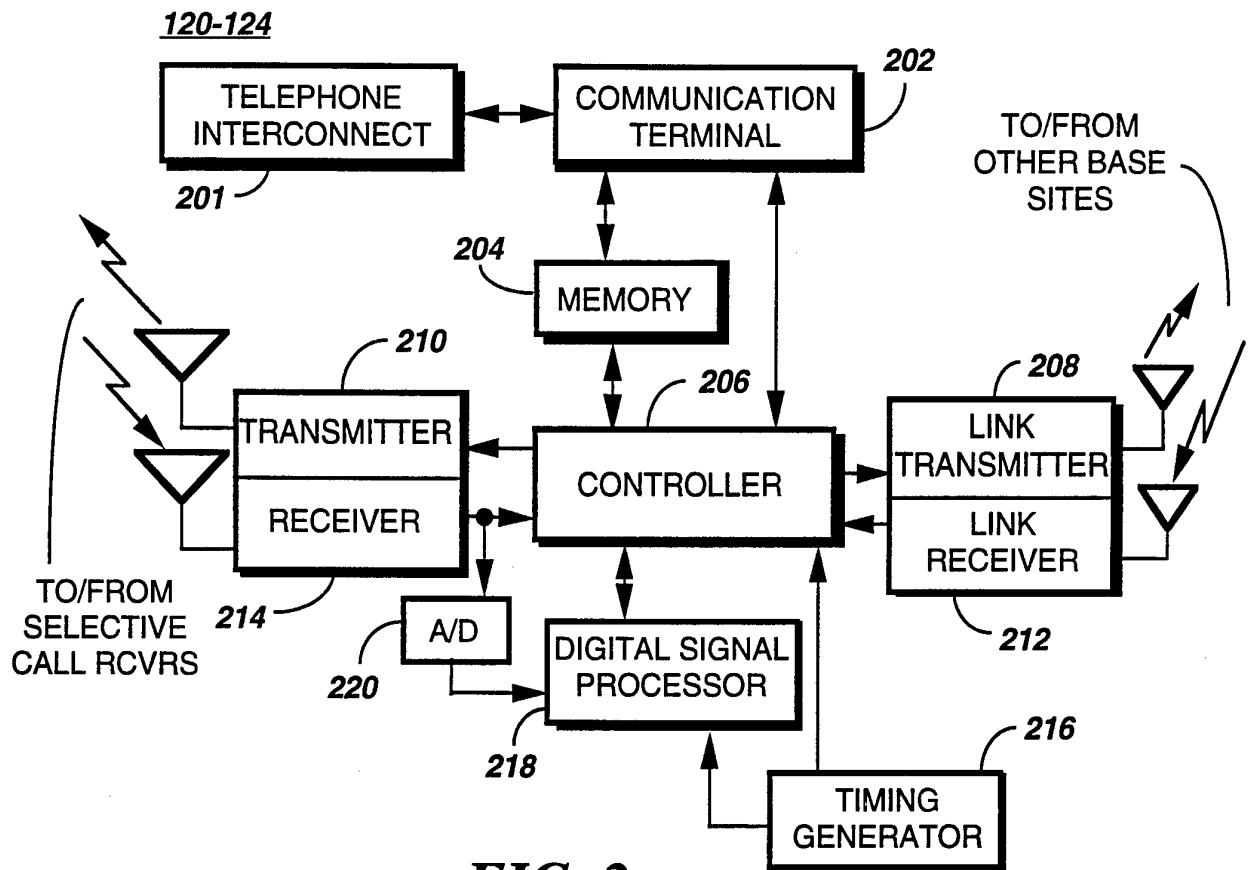 120-124
TELEPHONE
INTERCONNECT
201
COMMUNICATION
TERMINAL
202
TO/FROM
OTHER BASE
SITES
204
MEMORY
210
TRANSMITTER
RECEIVER
214
206
CONTROLLER
208
LINK
TRANSMITTER
LINK
RECEIVER
212
TO/FROM
SELECTIVE
CALL RCVRS
A/D
220
DIGITAL SIGNAL
PROCESSOR
218
216
TIMING
GENERATOR